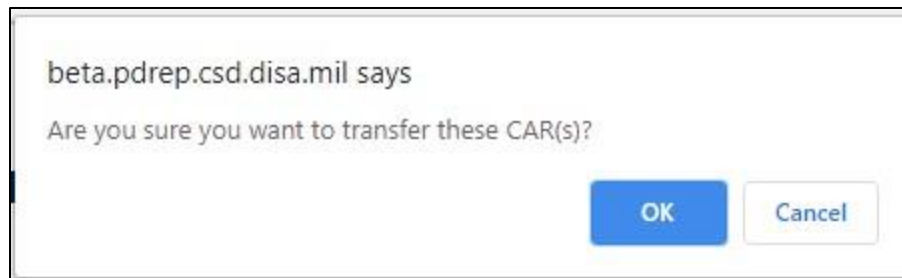 beta.pdrep.csd.disa.mil says
Are you sure you want to transfer these CAR(s)?
OK Cancel